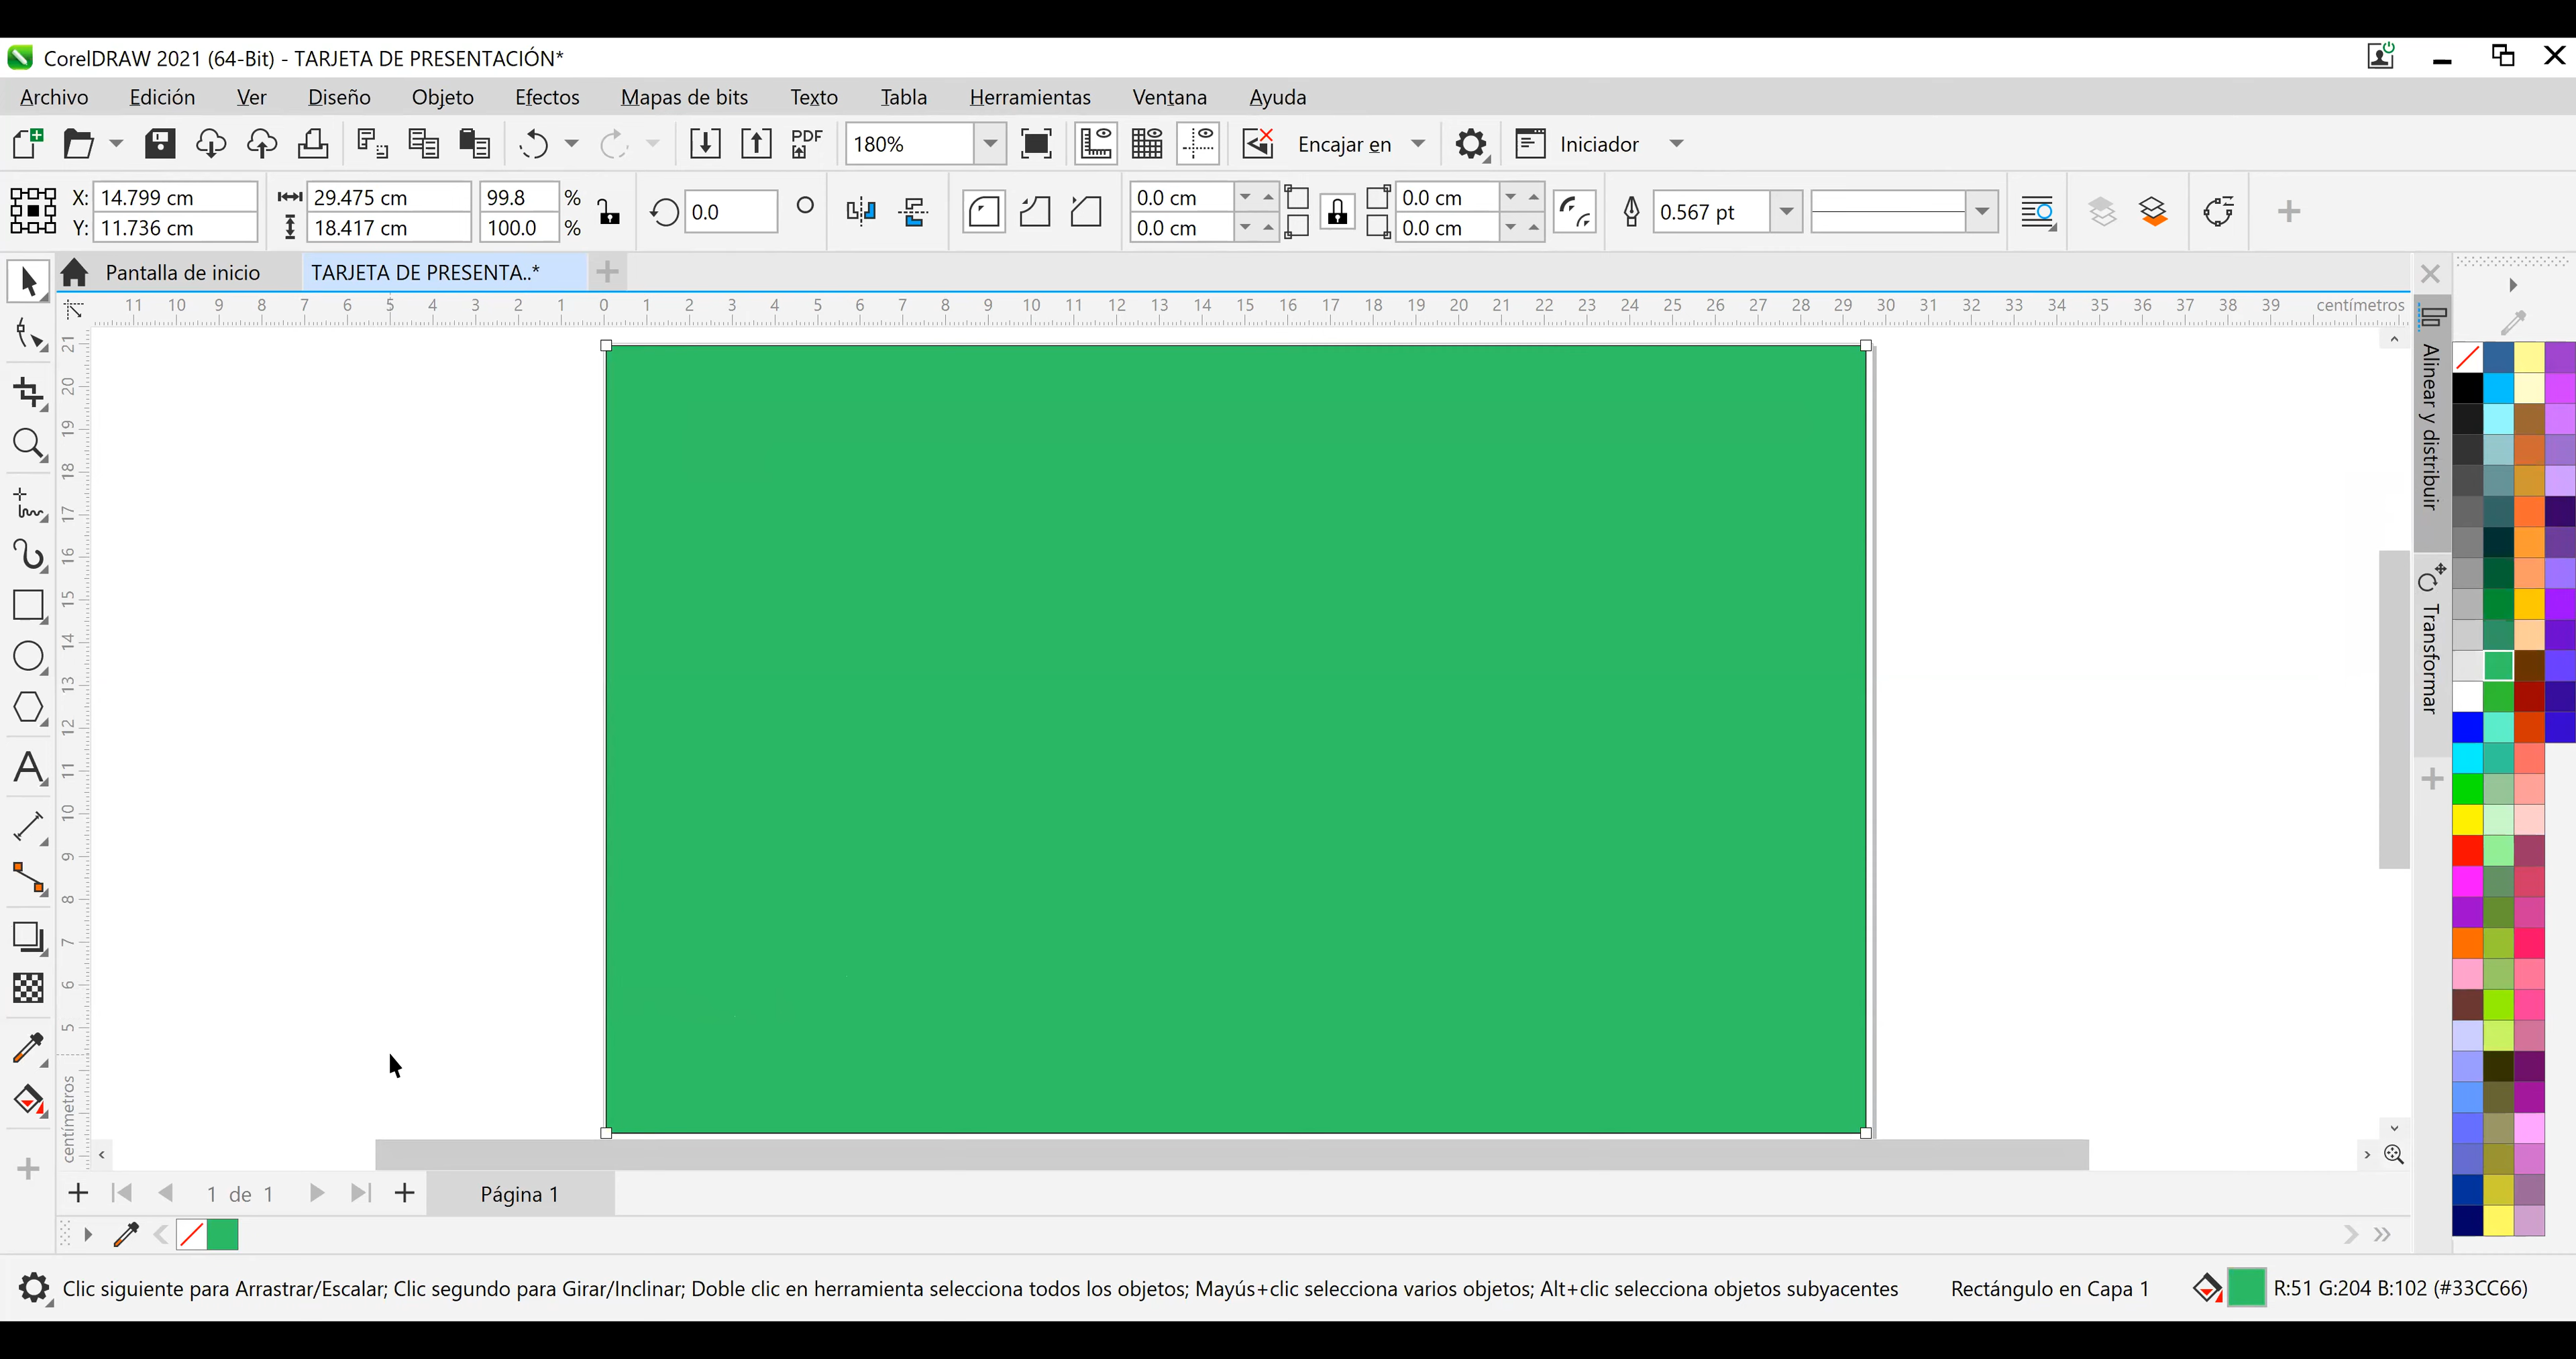 CorelDRAW 2021 (64-Bit) - TARJETA DE PRESENTACIÓN*
Archivo Edición Ver Diseño Objeto Efectos Mapas de bits Texto Tabla Herramientas Ventana Ayuda
PDF 180% Encajar en Iniciador
X: 14.799 cm 29.475 cm 99.8 % 0.0 cm 0.0 cm
Y: 11.736 cm 18.417 cm 100.0 % 0.0 cm 0.0 cm
0.0 0.567 pt
Pantalla de inicio TARJETA DE PRESENTA..*
11 10 9 8 7 6 5 4 3 2 1 0 1 2 3 4 5 6 7 8 9 10 11 12 13 14 15 16 17 18 19 20 21 22 23 24 25 26 27 28 29 30 31 32 33 34 35 36 37 38 39 centímetros
21
20
19
18
17
16
15
14
13
12
11
10
9
8
7
6
5
centímetros
Alinear y distribuir
Transformar
1 de 1 Página 1
Clic siguiente para Arrastrar/Escalar; Clic segundo para Girar/Inclinar; Doble clic en herramienta selecciona todos los objetos; Mayús+clic selecciona varios objetos; Alt+clic selecciona objetos subyacentes Rectángulo en Capa 1 R:51 G:204 B:102 (#33CC66)